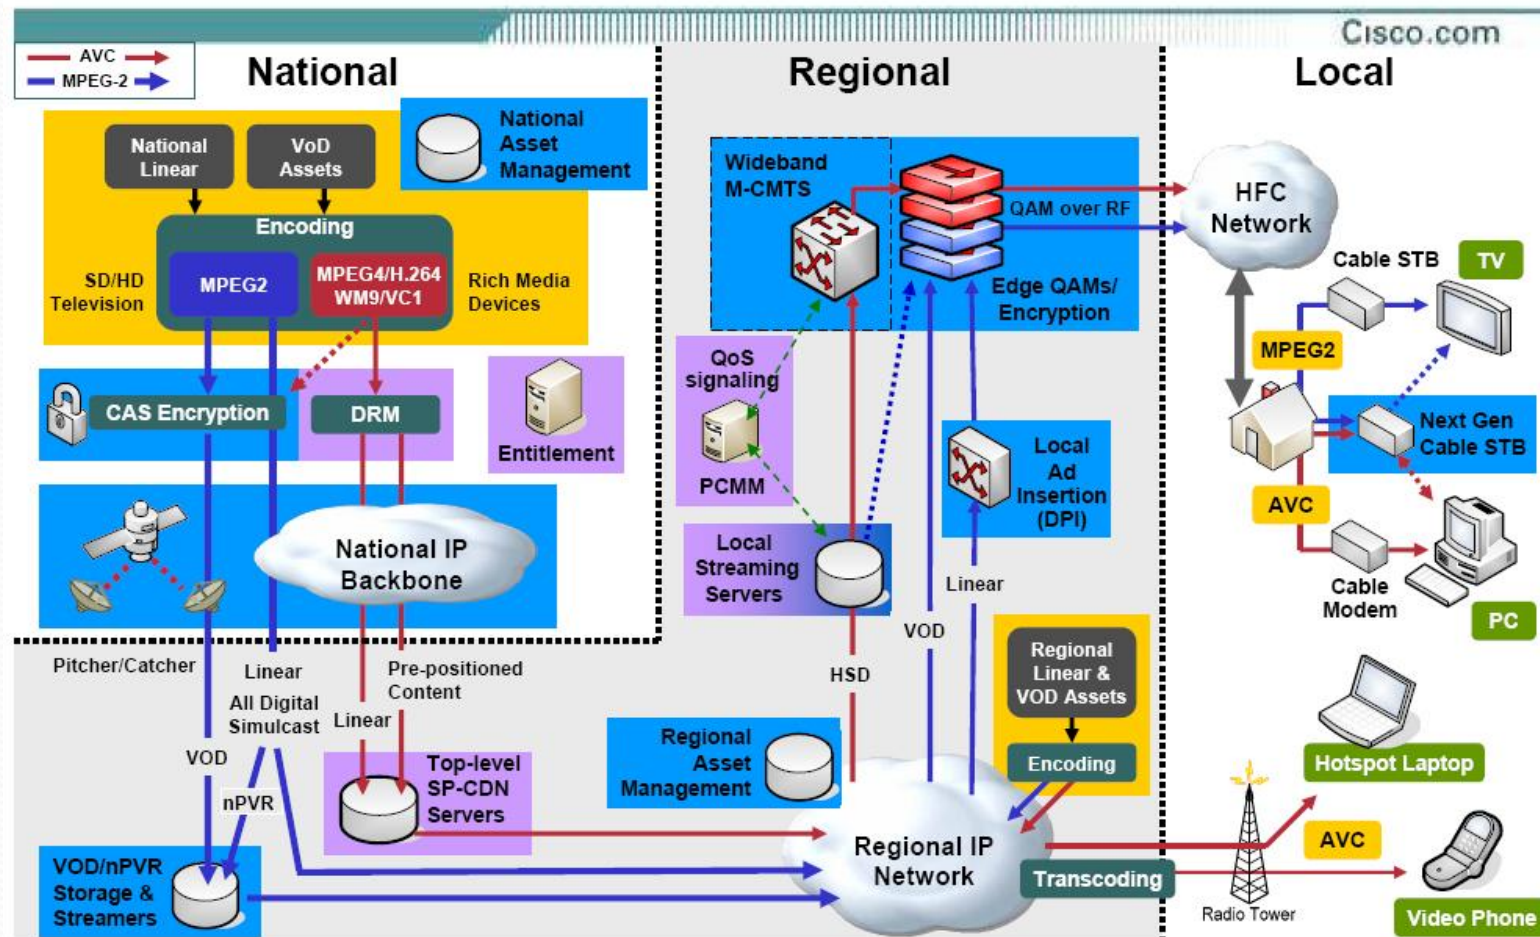 Cisco.com
AVC
MPEG-2
National
Regional
Local
National
Linear
VoD
Assets
National
Asset
Management
Encoding
SD/HD
Television
MPEG2
MPEG4/H.264
WM9/VC1
Rich Media
Devices
CAS Encryption
DRM
Entitlement
National IP
Backbone
Pitcher/Catcher
Linear
All Digital
Simulcast
Linear
Pre-positioned
Content
VOD
nPVR
Top-level
SP-CDN
Servers
VOD/nPVR
Storage &
Streamers
Wideband
M-CMTS
QAM over RF
Edge QAMs/
Encryption
QoS
signaling
PCMM
Local
Ad
Insertion
(DPI)
Local
Streaming
Servers
Linear
VOD
HSD
Regional
Linear &
VOD Assets
Encoding
Regional
Asset
Management
Regional IP
Network
Transcoding
HFC
Network
Cable STB
TV
MPEG2
Next Gen
Cable STB
AVC
Cable
Modem
PC
Hotspot Laptop
AVC
Radio Tower
Video Phone